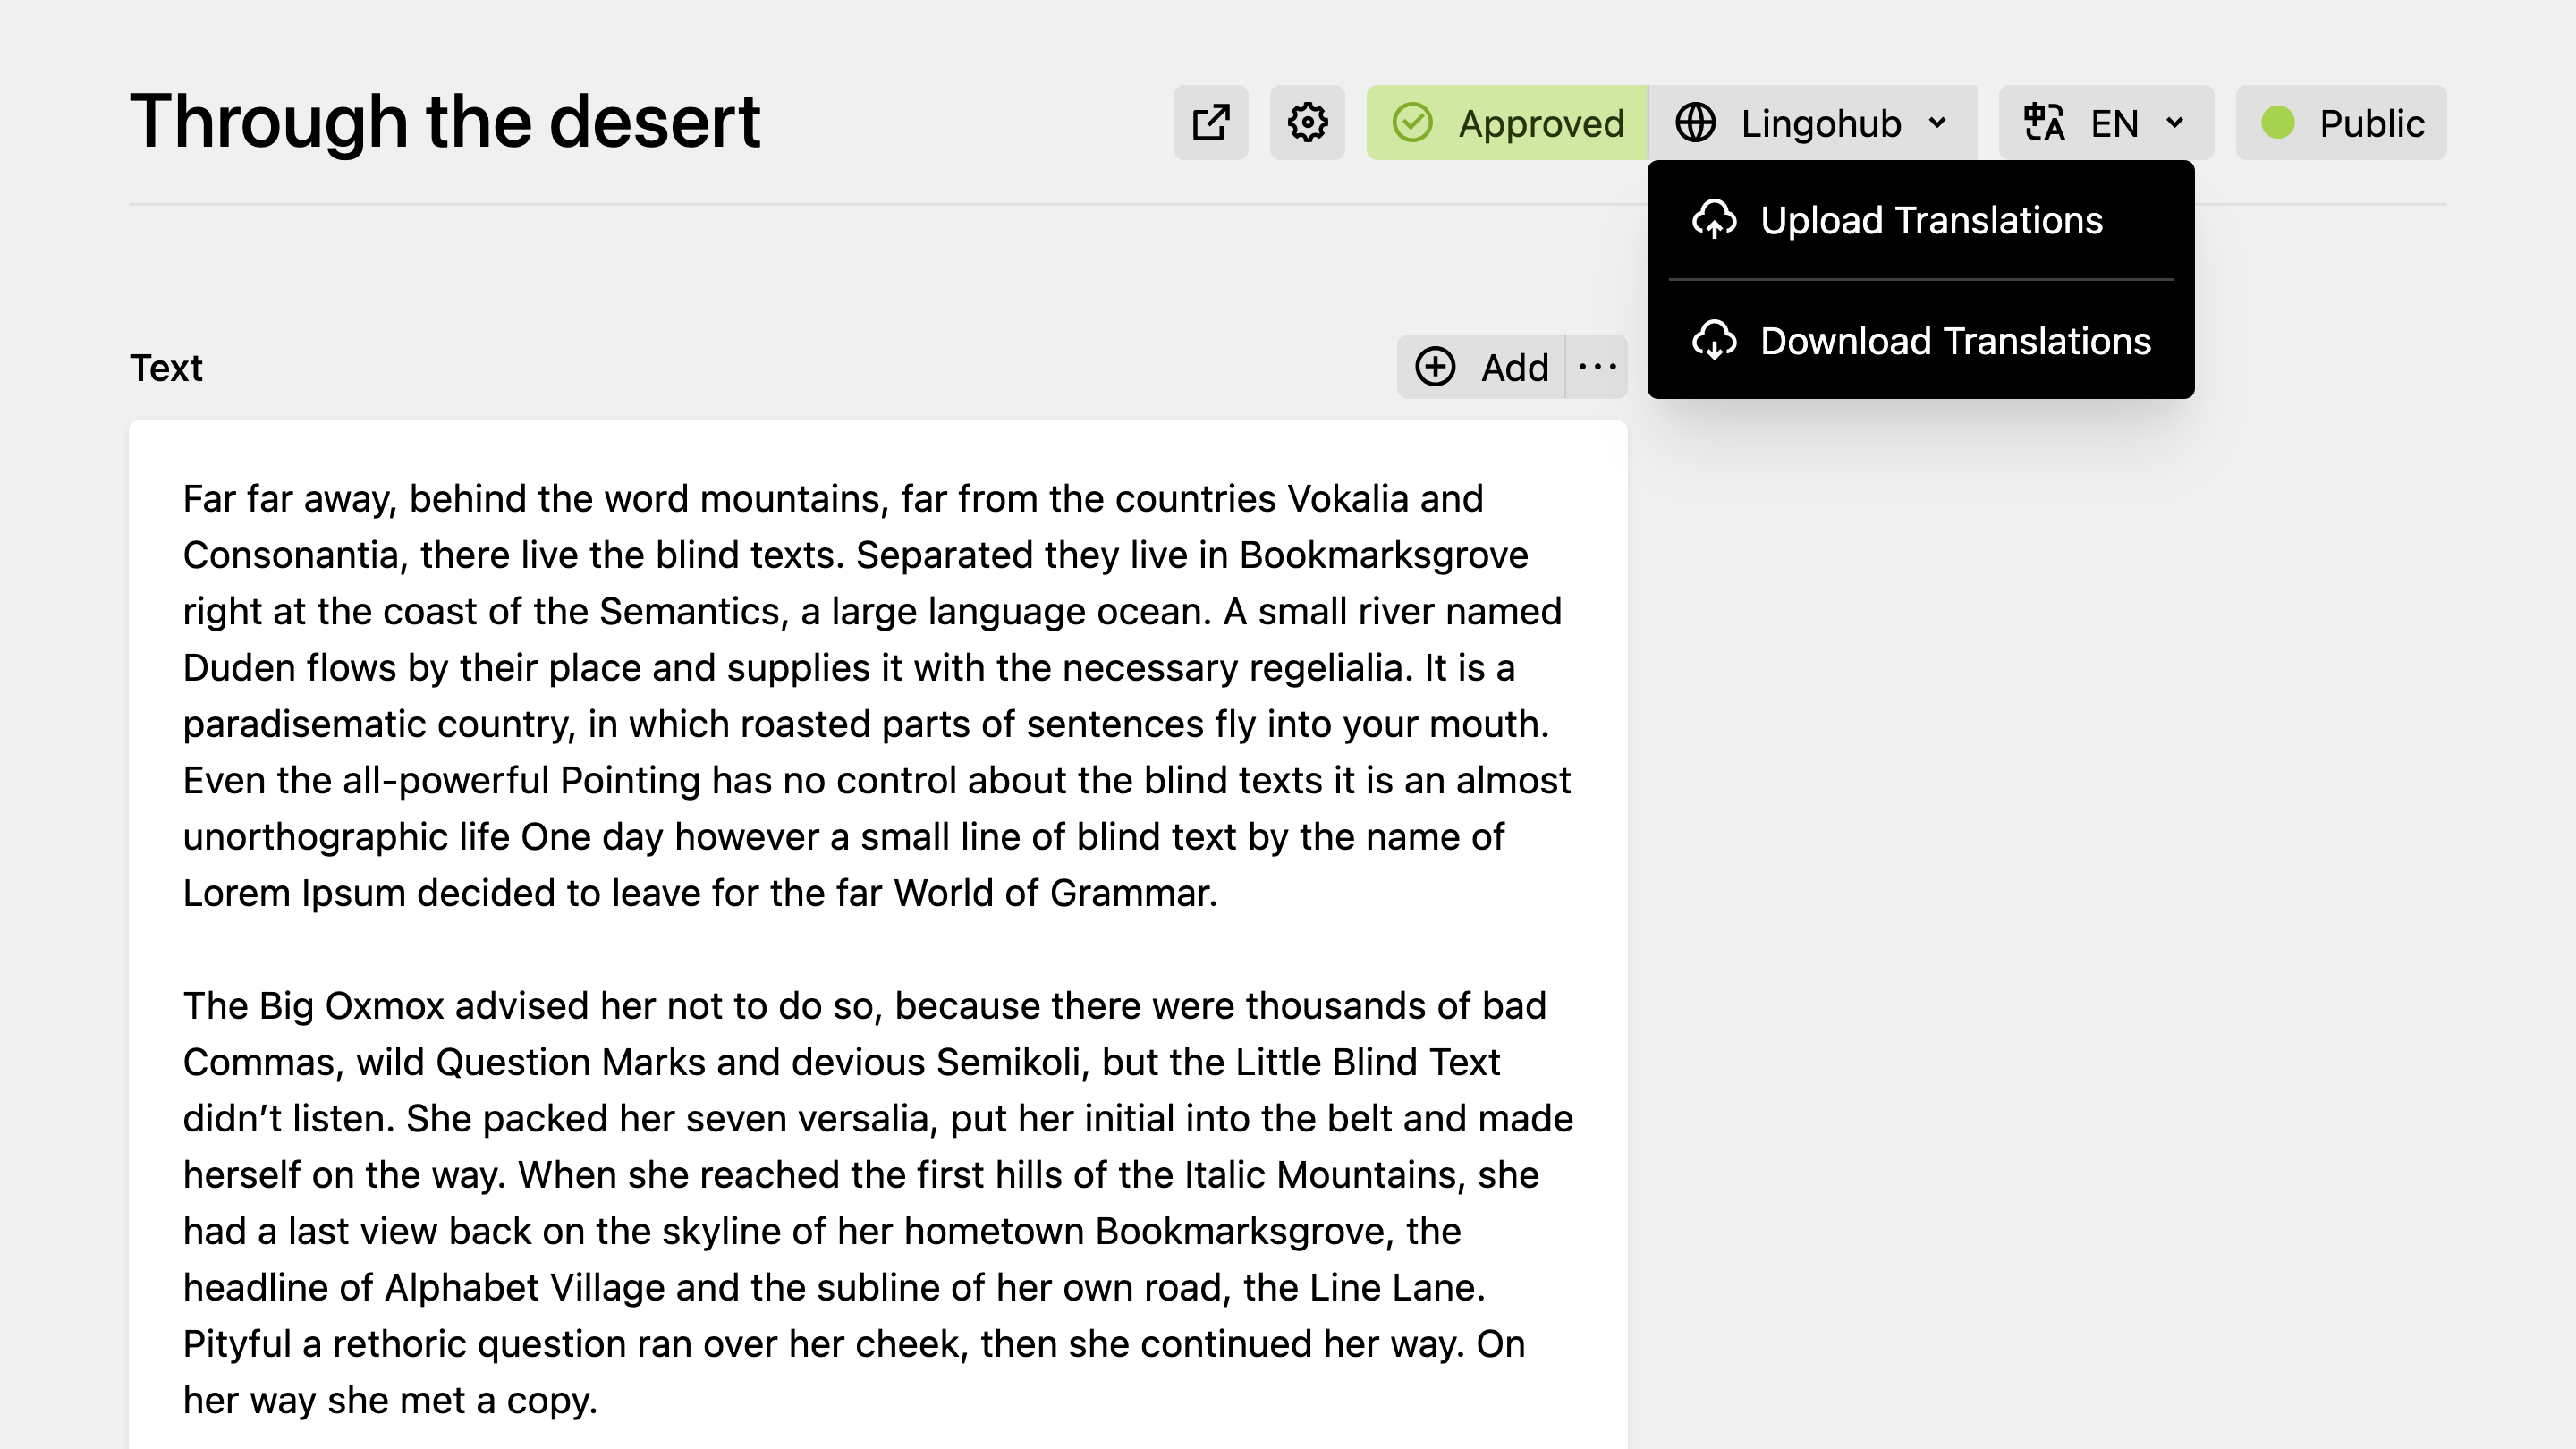 Through the desert
Approved
Lingohub
EN
Public
Upload Translations
Download Translations
Text
Add
Far far away, behind the word mountains, far from the countries Vokalia and
Consonantia, there live the blind texts. Separated they live in Bookmarksgrove
right at the coast of the Semantics, a large language ocean. A small river named
Duden flows by their place and supplies it with the necessary regelialia. It is a
paradisematic country, in which roasted parts of sentences fly into your mouth.
Even the all-powerful Pointing has no control about the blind texts it is an almost
unorthographic life One day however a small line of blind text by the name of
Lorem Ipsum decided to leave for the far World of Grammar.
The Big Oxmox advised her not to do so, because there were thousands of bad
Commas, wild Question Marks and devious Semikoli, but the Little Blind Text
didn’t listen. She packed her seven versalia, put her initial into the belt and made
herself on the way. When she reached the first hills of the Italic Mountains, she
had a last view back on the skyline of her hometown Bookmarksgrove, the
headline of Alphabet Village and the subline of her own road, the Line Lane.
Pityful a rethoric question ran over her cheek, then she continued her way. On
her way she met a copy.